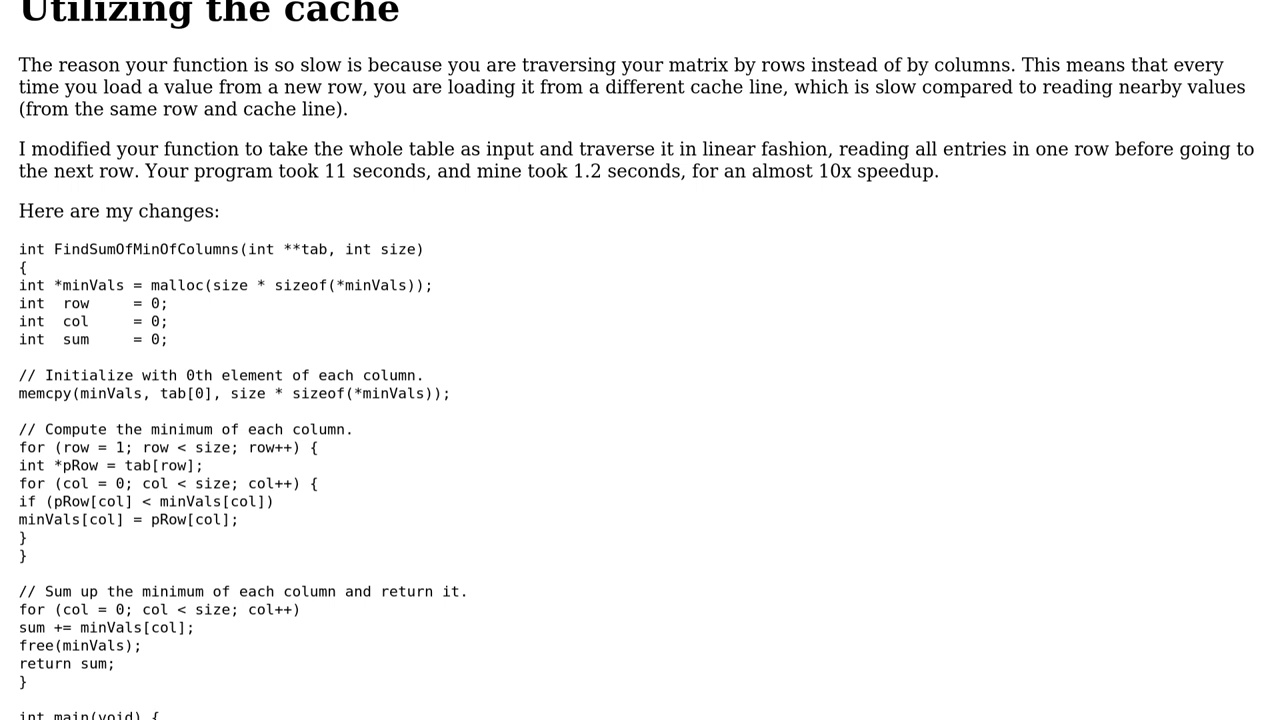 Utilizing the cache
The reason your function is so slow is because you are traversing your matrix by rows instead of by columns. This means that every
time you load a value from a new row, you are loading it from a different cache line, which is slow compared to reading nearby values
(from the same row and cache line).
I modified your function to take the whole table as input and traverse it in linear fashion, reading all entries in one row before going to
the next row. Your program took 11 seconds, and mine took 1.2 seconds, for an almost 10x speedup.
Here are my changes:
int FindSumOfMinOfColumns(int **tab, int size)
{
int *minVals = malloc(size * sizeof(*minVals));
int  row     = 0;
int  col     = 0;
int  sum     = 0;
// Initialize with 0th element of each column.
memcpy(minVals, tab[0], size * sizeof(*minVals));
// Compute the minimum of each column.
for (row = 1; row < size; row++) {
int *pRow = tab[row];
for (col = 0; col < size; col++) {
if (pRow[col] < minVals[col])
minVals[col] = pRow[col];
}
}
// Sum up the minimum of each column and return it.
for (col = 0; col < size; col++)
sum += minVals[col];
free(minVals);
return sum;
}
int main(void) {